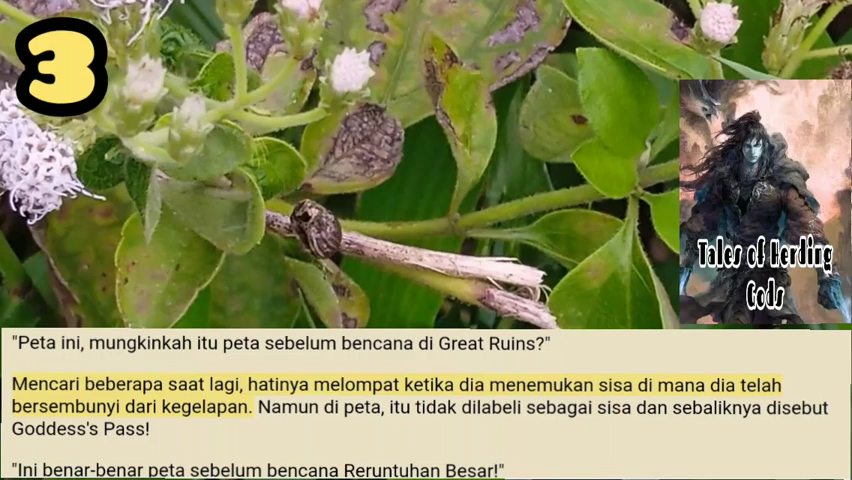 3
Tales of Herding
Gods
"Peta ini, mungkinkah itu peta sebelum bencana di Great Ruins?"
Mencari beberapa saat lagi, hatinya melompat ketika dia menemukan sisa di mana dia telah
bersembunyi dari kegelapan. Namun di peta, itu tidak dilabeli sebagai sisa dan sebaliknya disebut
Goddess's Pass!
"Ini benar-benar peta sebelum bencana Reruntuhan Besar!"